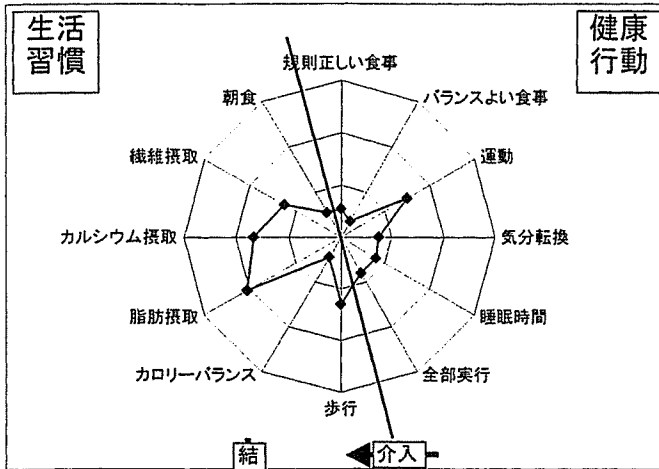 生活
習慣
健康
行動
規則正しい食事
朝食
バランスよい食事
繊維摂取
運動
カルシウム摂取
気分転換
脂肪摂取
睡眠時間
カロリーバランス
全部実行
歩行
結
介入